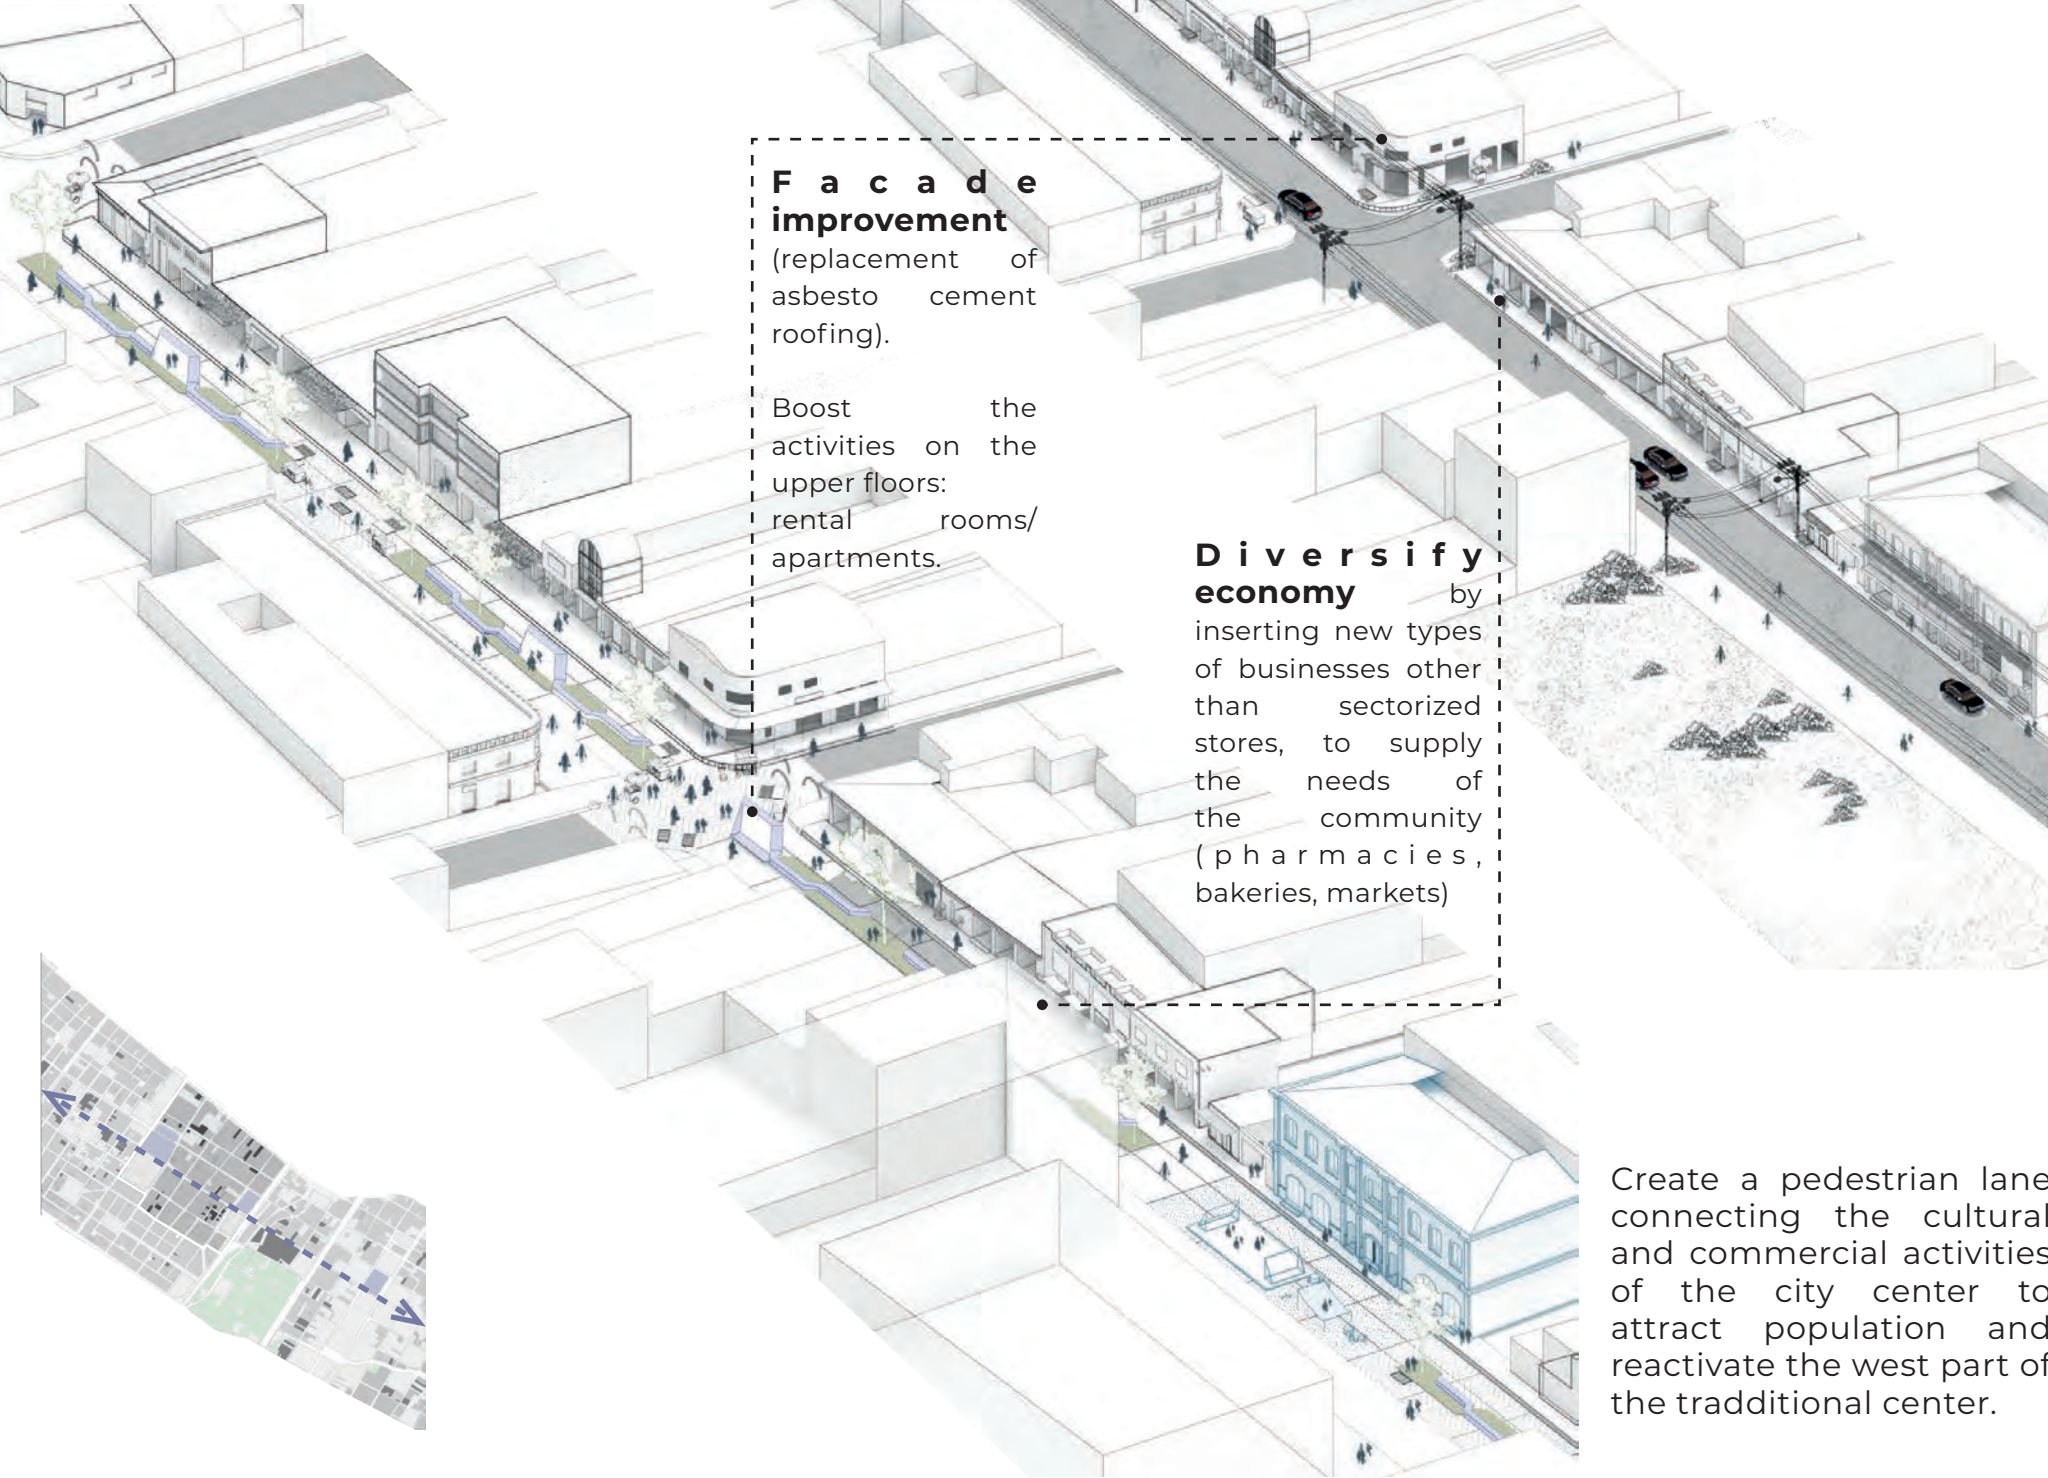 Facade
improvement
(replacement of
asbesto cement
roofing).
Boost the
activities on the
upper floors:
rental rooms/
apartments.
Diversify
economy by
inserting new types
of businesses other
than sectorized
stores, to supply
the needs of
the community
(pharmacies,
bakeries, markets)
Create a pedestrian lane
connecting the cultural
and commercial activities
of the city center to
attract population and
reactivate the west part of
the tradditional center.